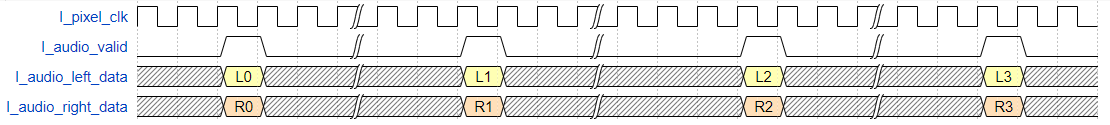 I_pixel_clk
I_audio_valid
I_audio_left_data L0 L1 L2 L3
I_audio_right_data R0 R1 R2 R3